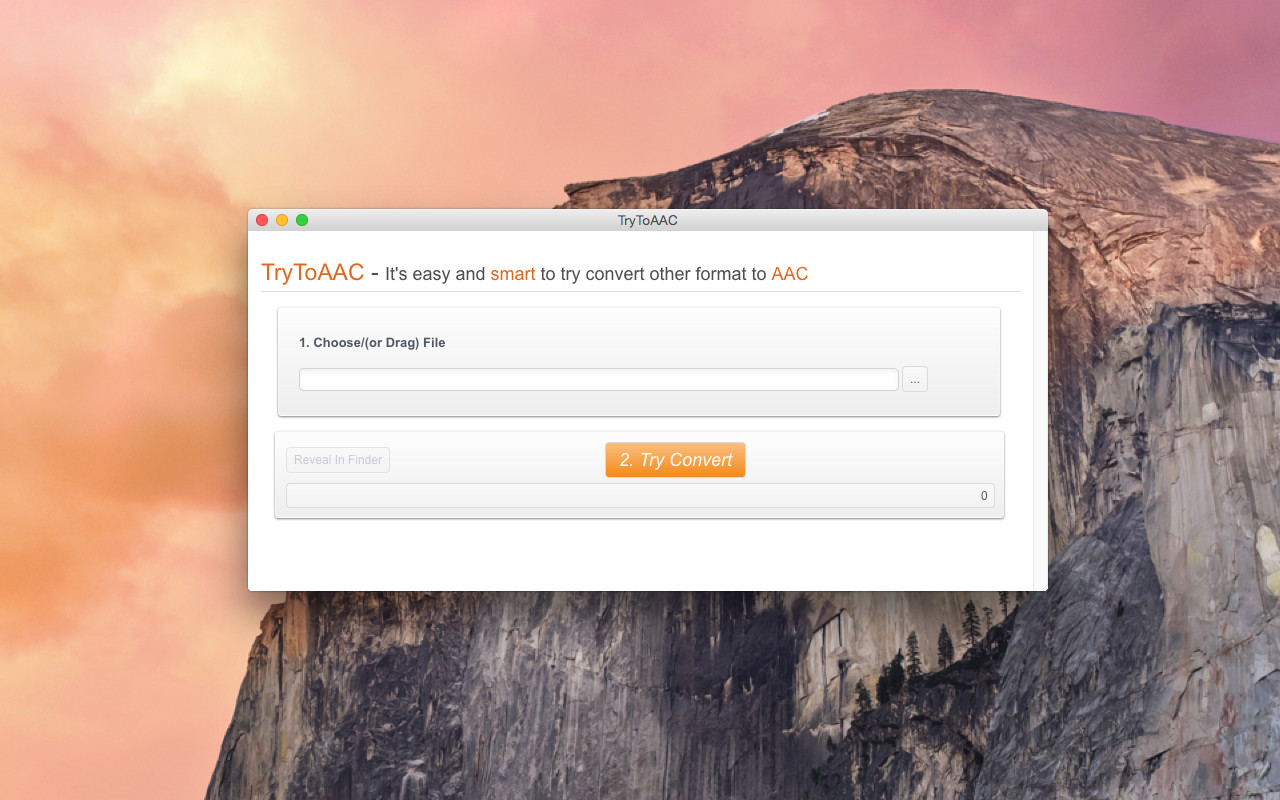 TryToAAC
TryToAAC - It's easy and smart to try convert other format to AAC
1. Choose/(or Drag) File
...
Reveal In Finder
2. Try Convert
0